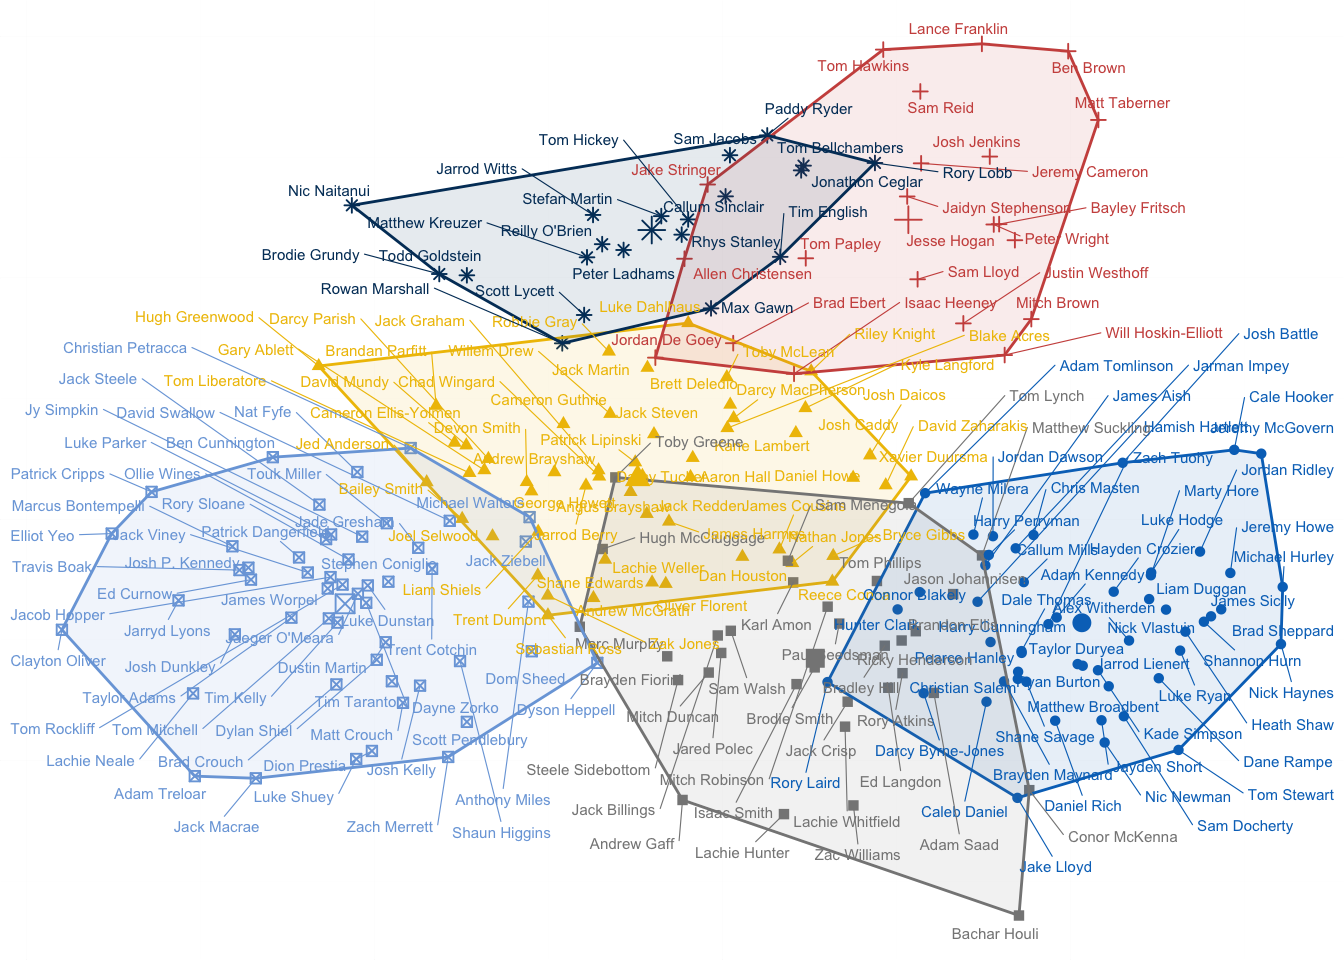 Lance Franklin
Tom Hawkins
Ben Brown
Sam Reid
Matt Taberner
Paddy Ryder
Tom Hickey
Sam Jacobs
Tom Bellchambers
Josh Jenkins
Jarrod Witts
Jake Stringer
Jonathon Ceglar
Rory Lobb
Jeremy Cameron
Nic Naitanui
Stefan Martin
Callum Sinclair
Tim English
Jaidyn Stephenson
Bayley Fritsch
Matthew Kreuzer
Reilly O'Brien
Rhys Stanley
Tom Papley
Jesse Hogan
Peter Wright
Brodie Grundy
Todd Goldstein
Peter Ladhams
Allen Christensen
Sam Lloyd
Justin Westhoff
Rowan Marshall
Scott Lycett
Luke Dahlhaus
Max Gawn
Brad Ebert
Isaac Heeney
Mitch Brown
Hugh Greenwood
Darcy Parish
Jack Graham
Robbie Gray
Jordan De Goey
Riley Knight
Blake Acres
Will Hoskin-Elliott
Josh Battle
Christian Petracca
Gary Ablett
Brandan Parfitt
Willem Drew
Toby McLean
Kyle Langford
Adam Tomlinson
Jarman Impey
Jack Steele
Tom Liberatore
David Mundy
Chad Wingard
Jack Martin
Brett Deledio
Darcy MacPherson
Josh Daicos
Tom Lynch
James Aish
Cale Hooker
Jy Simpkin
David Swallow
Nat Fyfe
Cameron Ellis-Yolmen
Cameron Guthrie
Jack Steven
Josh Caddy
David Zaharakis
Matthew Suckling
Hamish Hartlett
Jeremy McGovern
Luke Parker
Ben Cunnington
Jed Anderson
Devon Smith
Patrick Lipinski
Toby Greene
Kane Lambert
Xavier Duursma
Jordan Dawson
Zach Tuohy
Jordan Ridley
Patrick Cripps
Ollie Wines
Touk Miller
Andrew Brayshaw
Aaron Hall
Daniel Howe
Wayne Milera
Chris Masten
Marty Hore
Marcus Bontempelli
Rory Sloane
Bailey Smith
Michael Walters
George Hewett
Angus Brayshaw
Jack Redden
Sam Menegola
Harry Perryman
Luke Hodge
Jeremy Howe
Elliot Yeo
Jack Viney
Patrick Dangerfield
Jade Gresham
Joel Selwood
Jarrod Berry
Hugh McCluggage
James Harmes
Nathan Jones
Bryce Gibbs
Callum Mills
Hayden Crozier
Michael Hurley
Travis Boak
Josh P. Kennedy
Stephen Coniglio
Jack Ziebell
Lachie Weller
Dan Houston
Tom Phillips
Jason Johannisen
Adam Kennedy
Liam Duggan
Ed Curnow
James Worpel
Liam Shiels
Shane Edwards
Connor Blakely
Dale Thomas
Alex Witherden
James Sicily
Jacob Hopper
Jarryd Lyons
Jaeger O'Meara
Luke Dunstan
Trent Dumont
Andrew McGrath
Oliver Florent
Karl Amon
Hunter Clark
Brandon Ellis
Harry Cunningham
Nick Vlastuin
Brad Sheppard
Clayton Oliver
Josh Dunkley
Dustin Martin
Trent Cotchin
Sebastian Ross
Marc Murphy
Zak Jones
Paul Seedsman
Ricky Henderson
Pearce Hanley
Taylor Duryea
Jarrod Lienert
Shannon Hurn
Taylor Adams
Tim Kelly
Tim Taranto
Dom Sheed
Brayden Fiorini
Sam Walsh
Christian Salem
Ryan Burton
Luke Ryan
Nick Haynes
Tom Rockliff
Tom Mitchell
Dylan Shiel
Dayne Zorko
Dyson Heppell
Mitch Duncan
Brodie Smith
Rory Atkins
Matthew Broadbent
Heath Shaw
Lachie Neale
Matt Crouch
Scott Pendlebury
Jared Polec
Jack Crisp
Darcy Byrne-Jones
Shane Savage
Kade Simpson
Dane Rampe
Brad Crouch
Dion Prestia
Josh Kelly
Steele Sidebottom
Mitch Robinson
Rory Laird
Ed Langdon
Brayden Maynard
Jayden Short
Adam Treloar
Luke Shuey
Anthony Miles
Jack Billings
Isaac Smith
Lachie Whitfield
Caleb Daniel
Daniel Rich
Nic Newman
Tom Stewart
Jack Macrae
Zach Merrett
Shaun Higgins
Andrew Gaff
Lachie Hunter
Zac Williams
Adam Saad
Conor McKenna
Sam Docherty
Jake Lloyd
Bachar Houli